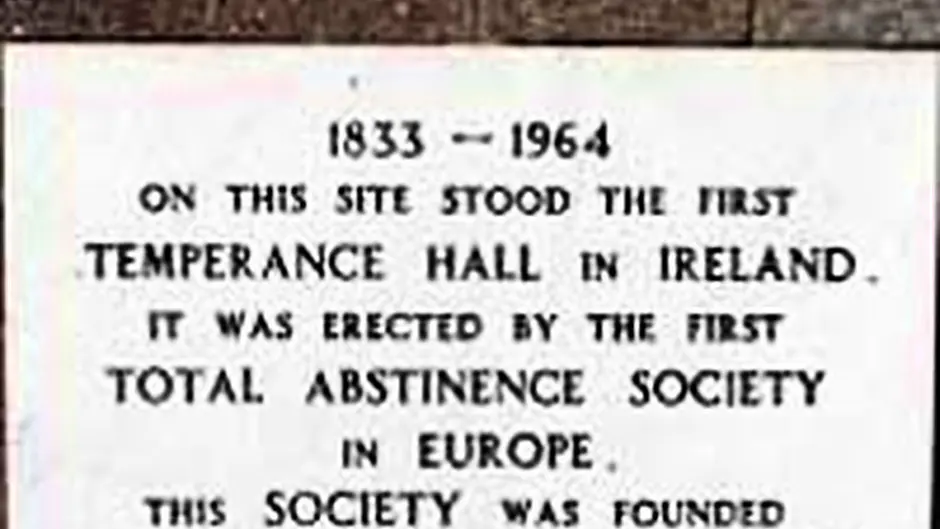 1833 – 1964
ON THIS SITE STOOD THE FIRST
TEMPERANCE HALL IN IRELAND.
IT WAS ERECTED BY THE FIRST
TOTAL ABSTINENCE SOCIETY
IN EUROPE.
THIS SOCIETY WAS FOUNDED